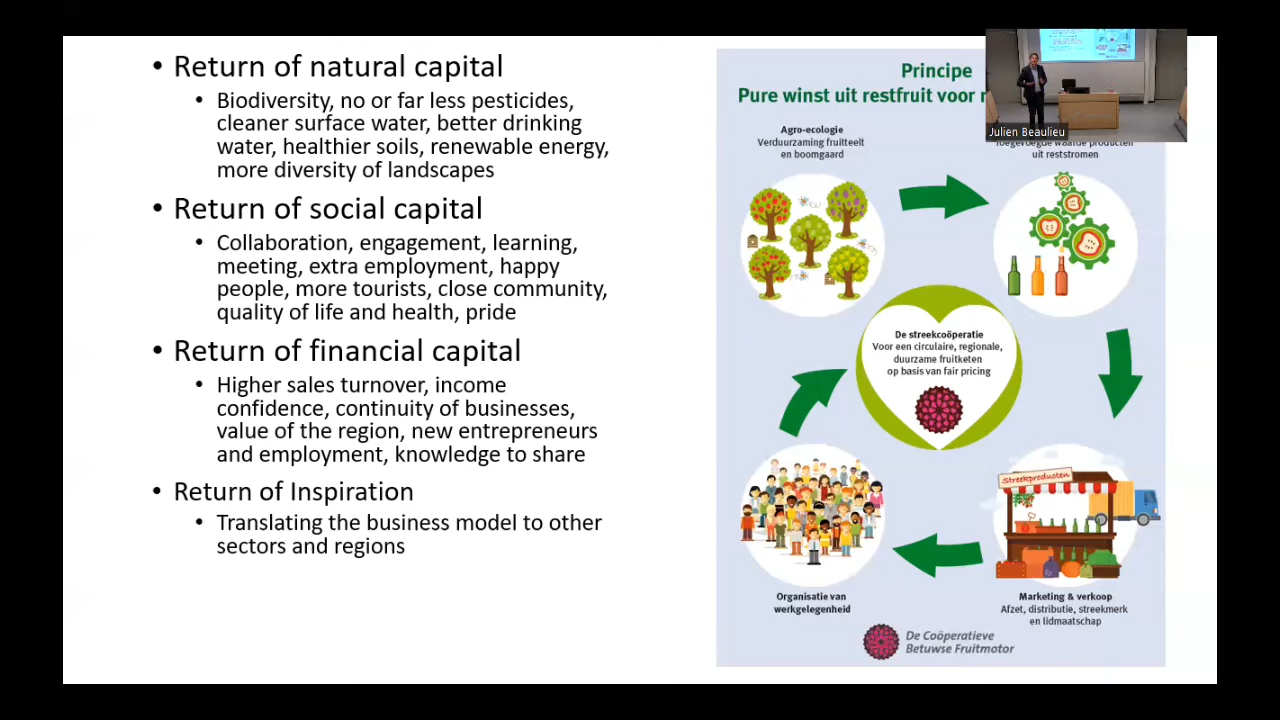 • Return of natural capital
• Biodiversity, no or far less pesticides,
cleaner surface water, better drinking
water, healthier soils, renewable energy,
more diversity of landscapes
• Return of social capital
• Collaboration, engagement, learning,
meeting, extra employment, happy
people, more tourists, close community,
quality of life and health, pride
• Return of financial capital
• Higher sales turnover, income
confidence, continuity of businesses,
value of the region, new entrepreneurs
and employment, knowledge to share
• Return of Inspiration
• Translating the business model to other
sectors and regions
Principe
Pure winst uit restfruit voor
Julien Beaulieu
Agro-ecologie
Verduurzaming fruitteelt
en boomgaard
Toegevoegde waarde producten
uit reststromen
De streekcoöperatie
Voor een circulaire, regionale,
duurzame fruitketen
op basis van fair pricing
Streekproducten
Organisatie van
werkgelegenheid
Marketing & verkoop
Afzet, distributie, streekmerk
en lidmaatschap
De Coöperatieve
Betuwse Fruitmotor